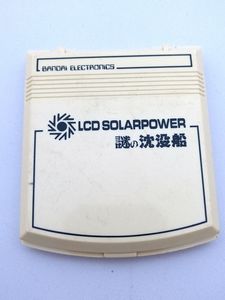 BANDAI ELECTRONICS
LCD SOLARPOWER
謎の沈没船